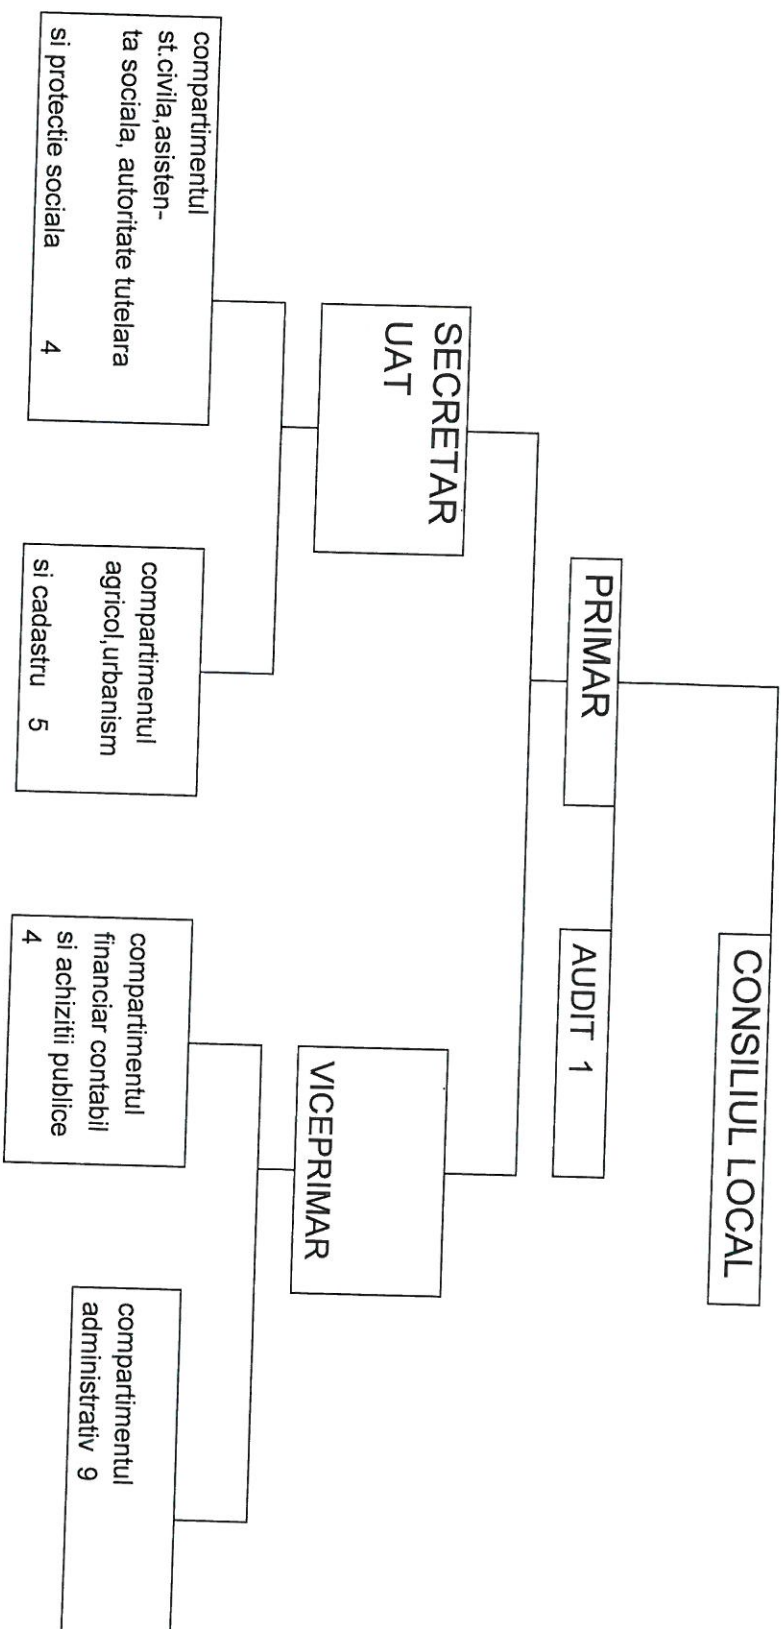 CONSILIUL LOCAL
PRIMAR
AUDIT 1
SECRETAR
UAT
VICEPRIMAR
compartimentul
st.civila,asisten-
ta sociala, autoritate tutelara
si protectie sociala 4
compartimentul
agricol,urbanism
si cadastru 5
compartimentul
financiar contabil
si achizitii publice
4
compartimentul
administrativ 9